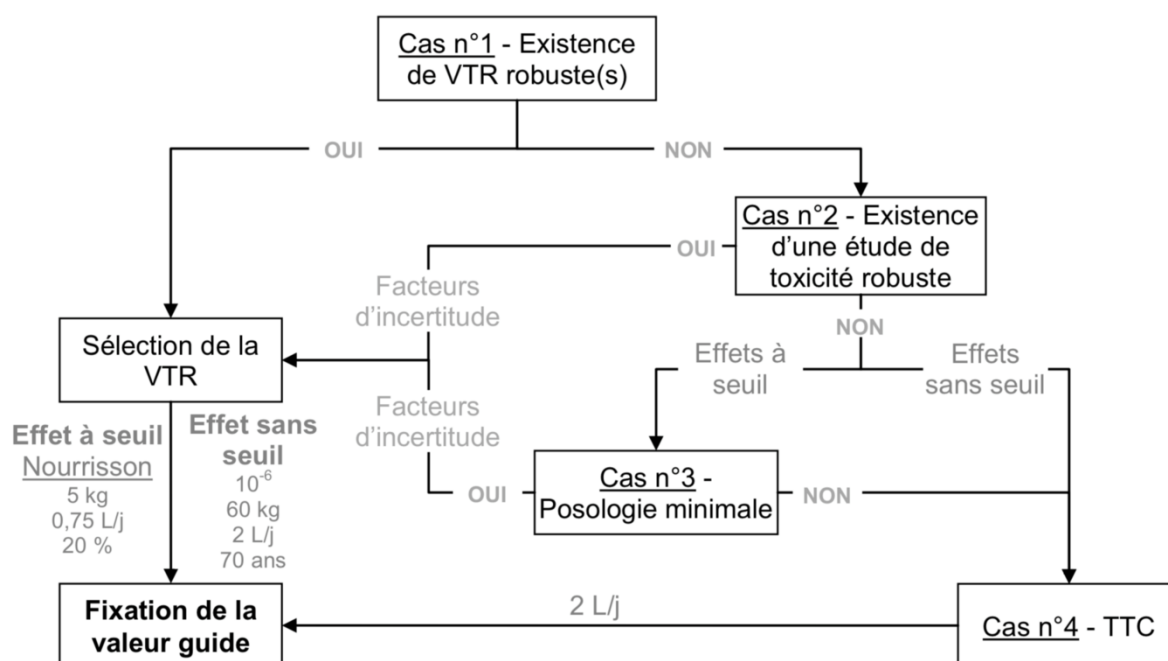 Cas n°1 - Existence
de VTR robuste(s)
OUI
NON
Cas n°2 - Existence
d'une étude de
toxicité robuste
OUI
Facteurs
d'incertitude
NON
Sélection de la
VTR
Effets à
seuil
Effets
sans seuil
Facteurs
d'incertitude
Effet à seuil
Nourrisson
5 kg
0,75 L/j
20 %
Effet sans
seuil
10⁻⁶
60 kg
2 L/j
70 ans
OUI
Cas n°3 -
Posologie minimale
NON
Fixation de la
valeur guide
2 L/j
Cas n°4 - TTC